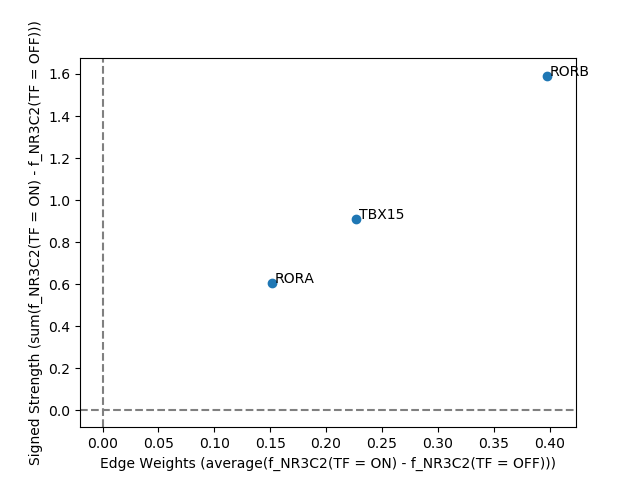 Signed Strength (sum(f_NR3C2(TF = ON) - f_NR3C2(TF = OFF)))
1.6
1.4
1.2
1.0
0.8
0.6
0.4
0.2
0.0
RORB
TBX15
RORA
0.00 0.05 0.10 0.15 0.20 0.25 0.30 0.35 0.40
Edge Weights (average(f_NR3C2(TF = ON) - f_NR3C2(TF = OFF)))